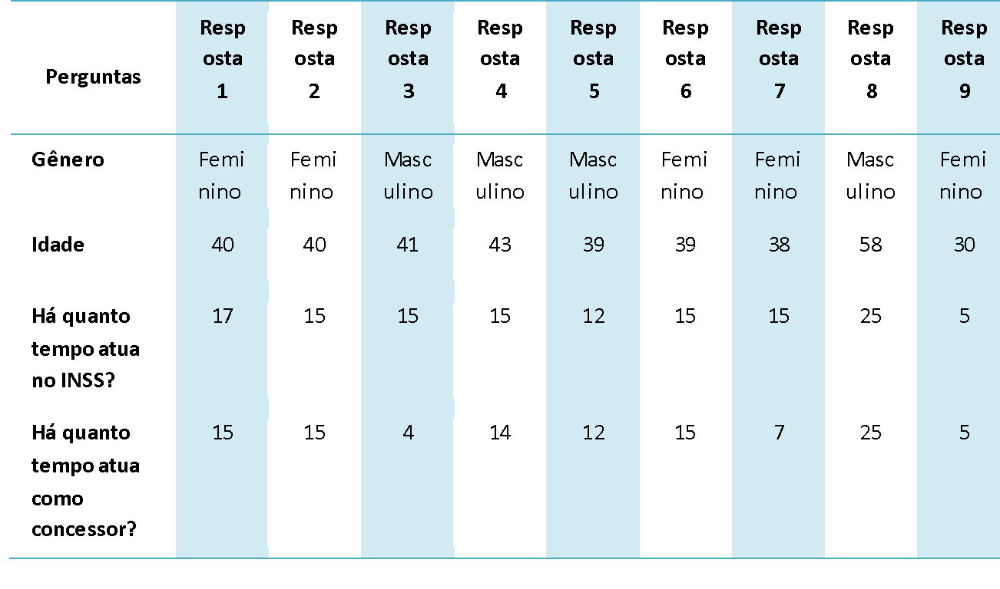 Perguntas Resp Resp Resp Resp Resp Resp Resp Resp Resp
osta osta osta osta osta osta osta osta osta
1 2 3 4 5 6 7 8 9
Gênero Femi Femi Masc Masc Masc Femi Femi Masc Femi
nino nino ulino ulino ulino nino nino ulino nino
Idade 40 40 41 43 39 39 38 58 30
Há quanto 17 15 15 15 12 15 15 25 5
tempo atua
no INSS?
Há quanto 15 15 4 14 12 15 7 25 5
tempo atua
como
concessor?